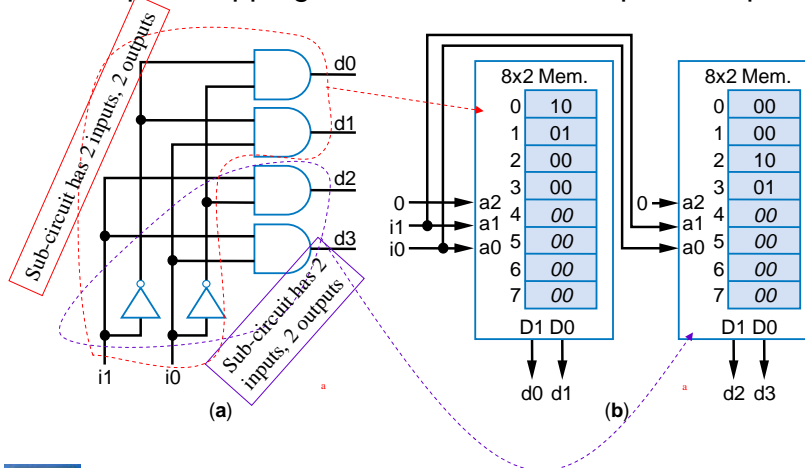 Sub-circuit has 2 inputs, 2 outputs
d0
d1
d2
d3
i1
i0
Sub-circuit has 2
inputs, 2 outputs
a
(a)
8x2 Mem.
0 10
1 01
2 00
3 00
4 00
5 00
6 00
7 00
0 a2
i1 a1
i0 a0
D1 D0
d0 d1
8x2 Mem.
0 00
1 00
2 10
3 01
4 00
5 00
6 00
7 00
0 a2
a1
a0
D1 D0
d2 d3
(b)
a